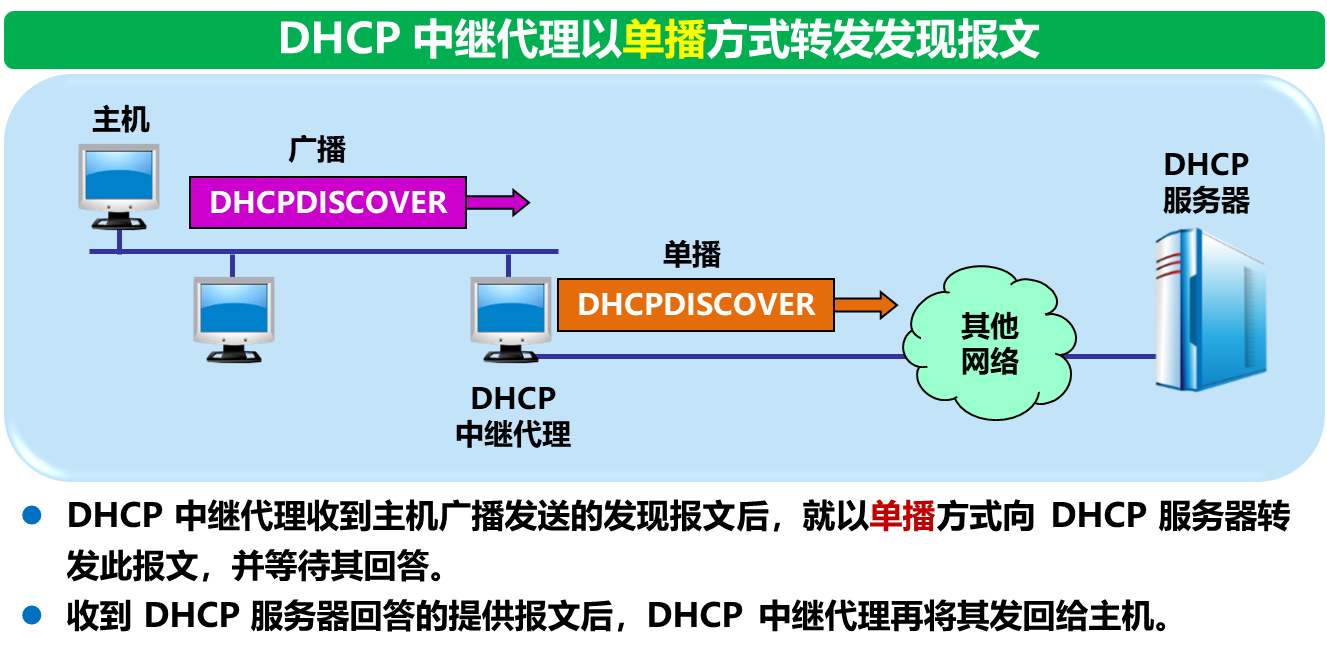 DHCP 中继代理以单播方式转发发现报文
主机
广播
DHCPDISCOVER
DHCP
服务器
单播
DHCPDISCOVER
其他
网络
DHCP
中继代理
DHCP 中继代理收到主机广播发送的发现报文后，就以单播方式向 DHCP 服务器转
发此报文，并等待其回答。
收到 DHCP 服务器回答的提供报文后，DHCP 中继代理再将其发回给主机。